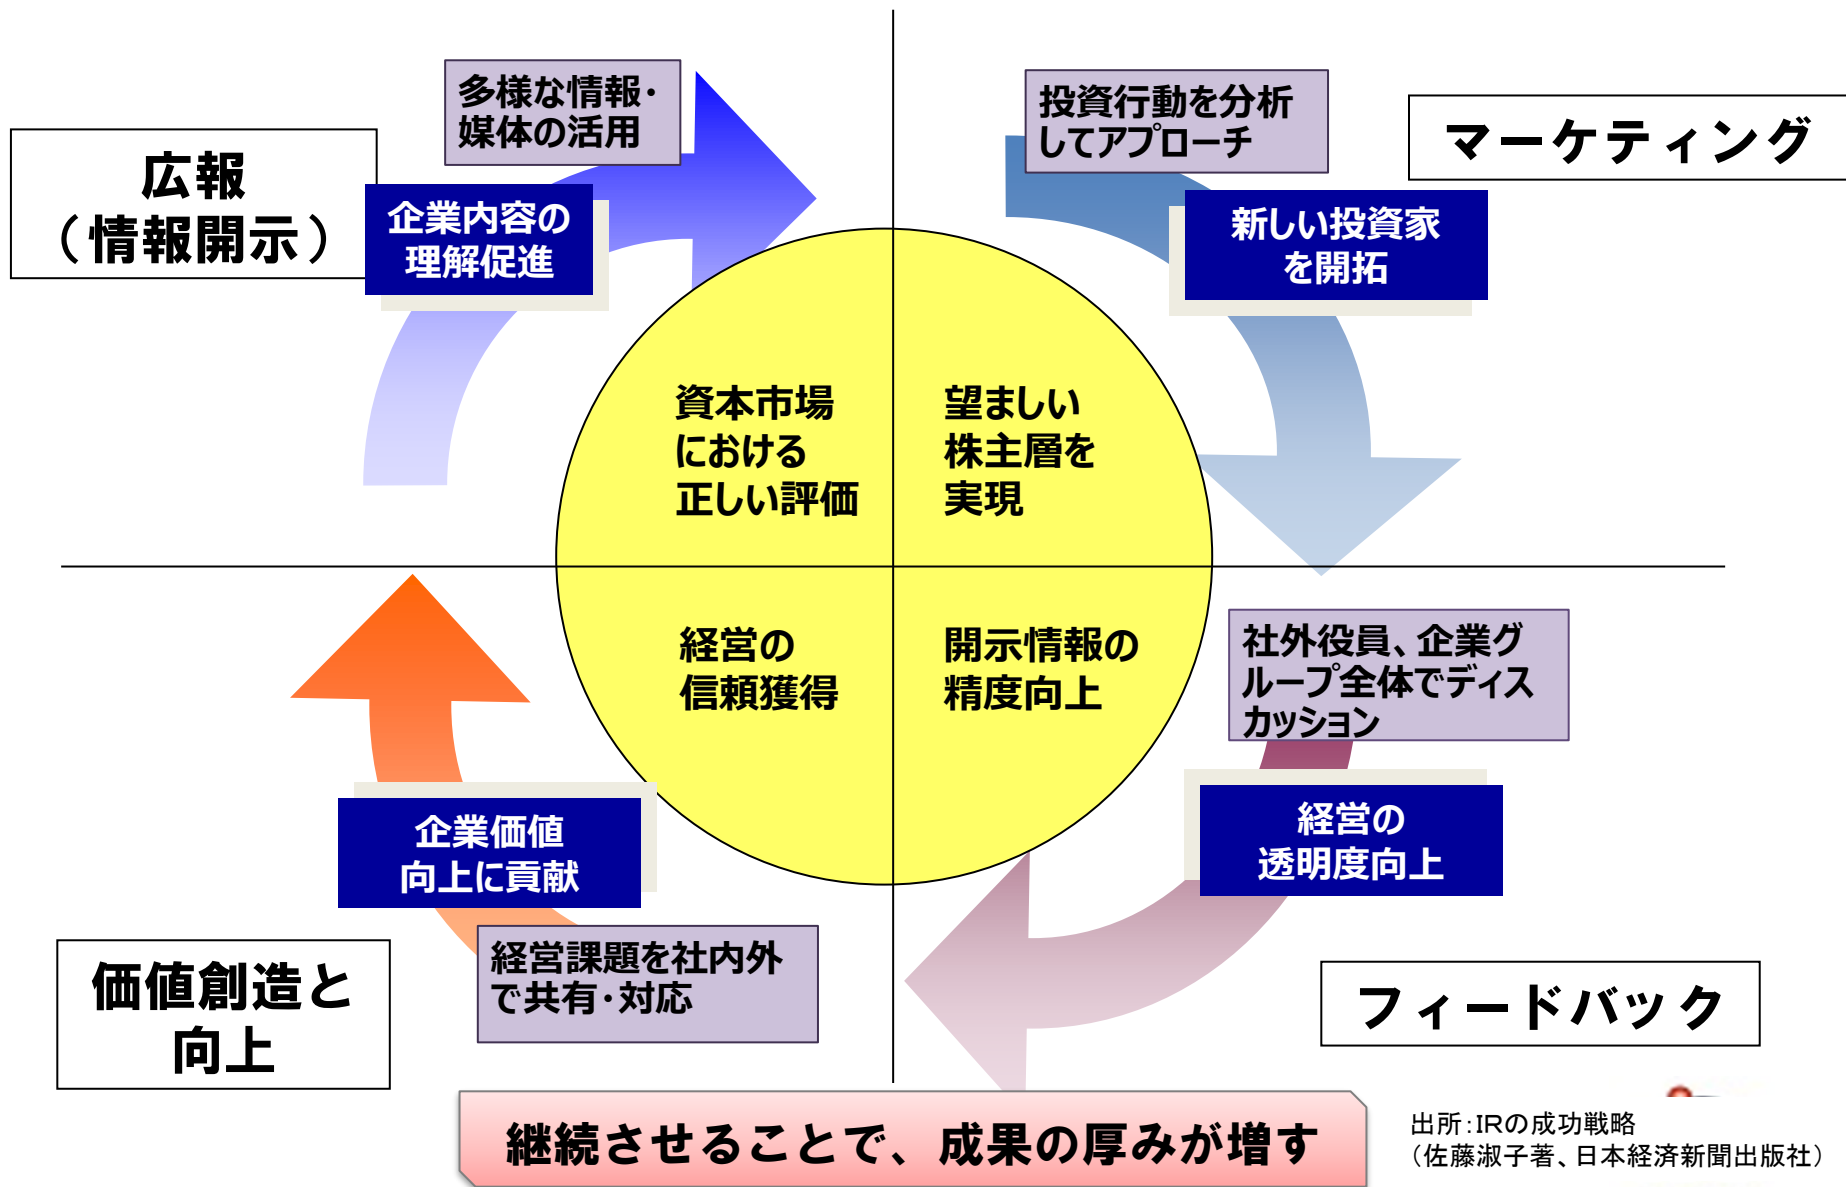 多様な情報・
媒体の活用
広報
（情報開示）
企業内容の
理解促進
投資行動を分析
してアプローチ
マーケティング
新しい投資家
を開拓
資本市場
における
正しい評価
望ましい
株主層を
実現
経営の
信頼獲得
開示情報の
精度向上
社外役員、企業グ
ループ全体でディス
カッション
経営の
透明度向上
フィードバック
企業価値
向上に貢献
経営課題を社内外
で共有・対応
価値創造と
向上
継続させることで、成果の厚みが増す
出所：IRの成功戦略
（佐藤淑子著、日本経済新聞出版社）